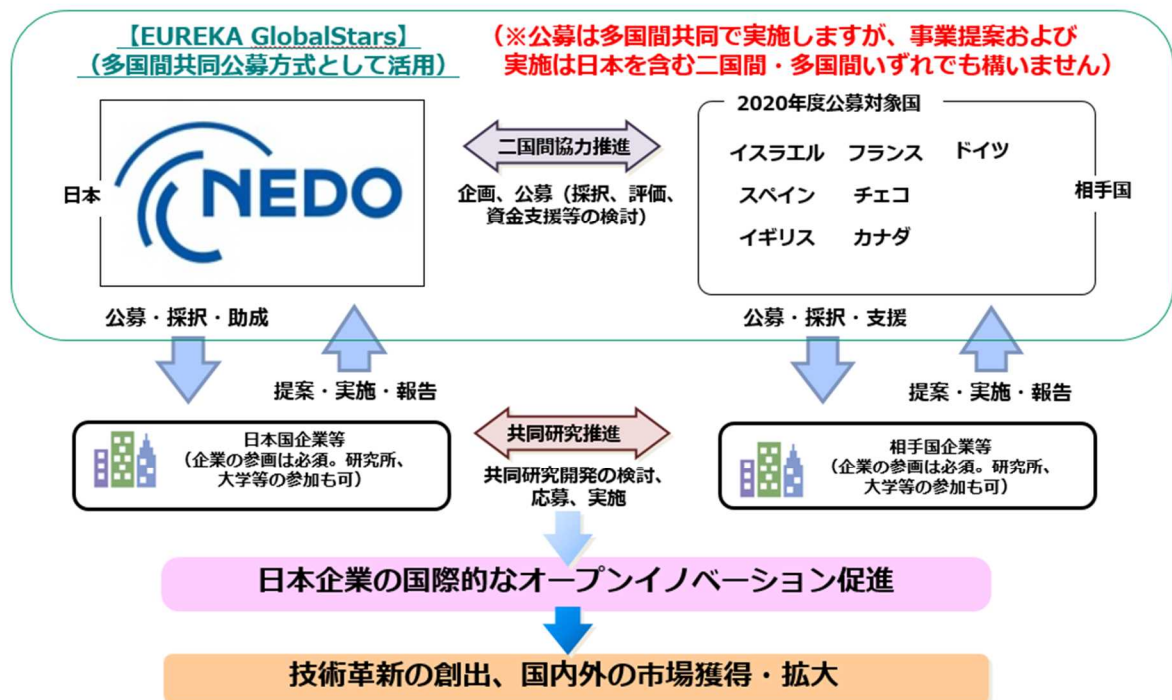 【EUREKA GlobalStars】
（多国間共同公募方式として活用）
（※公募は多国間共同で実施しますが、事業提案および
実施は日本を含む二国間・多国間いずれでも構いません）
日本
NEDO
二国間協力推進
企画、公募（採択、評価、
資金支援等の検討）
2020年度公募対象国
イスラエル フランス ドイツ
スペイン チェコ
イギリス カナダ
相手国
公募・採択・助成
提案・実施・報告
公募・採択・支援
提案・実施・報告
日本国企業等
（企業の参画は必須。研究所、
大学等の参加も可）
共同研究推進
共同研究開発の検討、
応募、実施
相手国企業等
（企業の参画は必須。研究所、
大学等の参加も可）
日本企業の国際的なオープンイノベーション促進
技術革新の創出、国内外の市場獲得・拡大